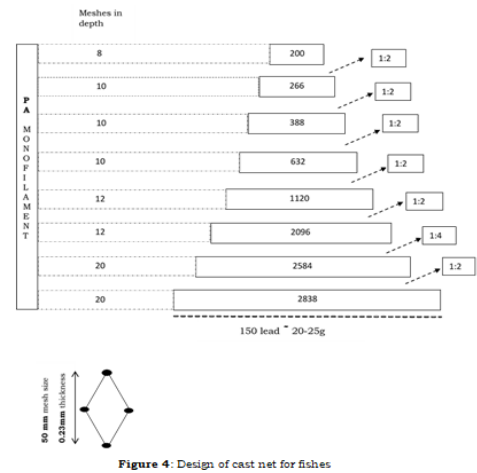 Meshes in
depth
8 200 1:2
10 266 1:2
10 388 1:2
10 632 1:2
12 1120 1:2
12 2096 1:4
20 2584 1:2
20 2838
PA MONOFILAMENT
150 lead ~ 20-25g
50 mm mesh size
0.23mm thickness
Figure 4: Design of cast net for fishes